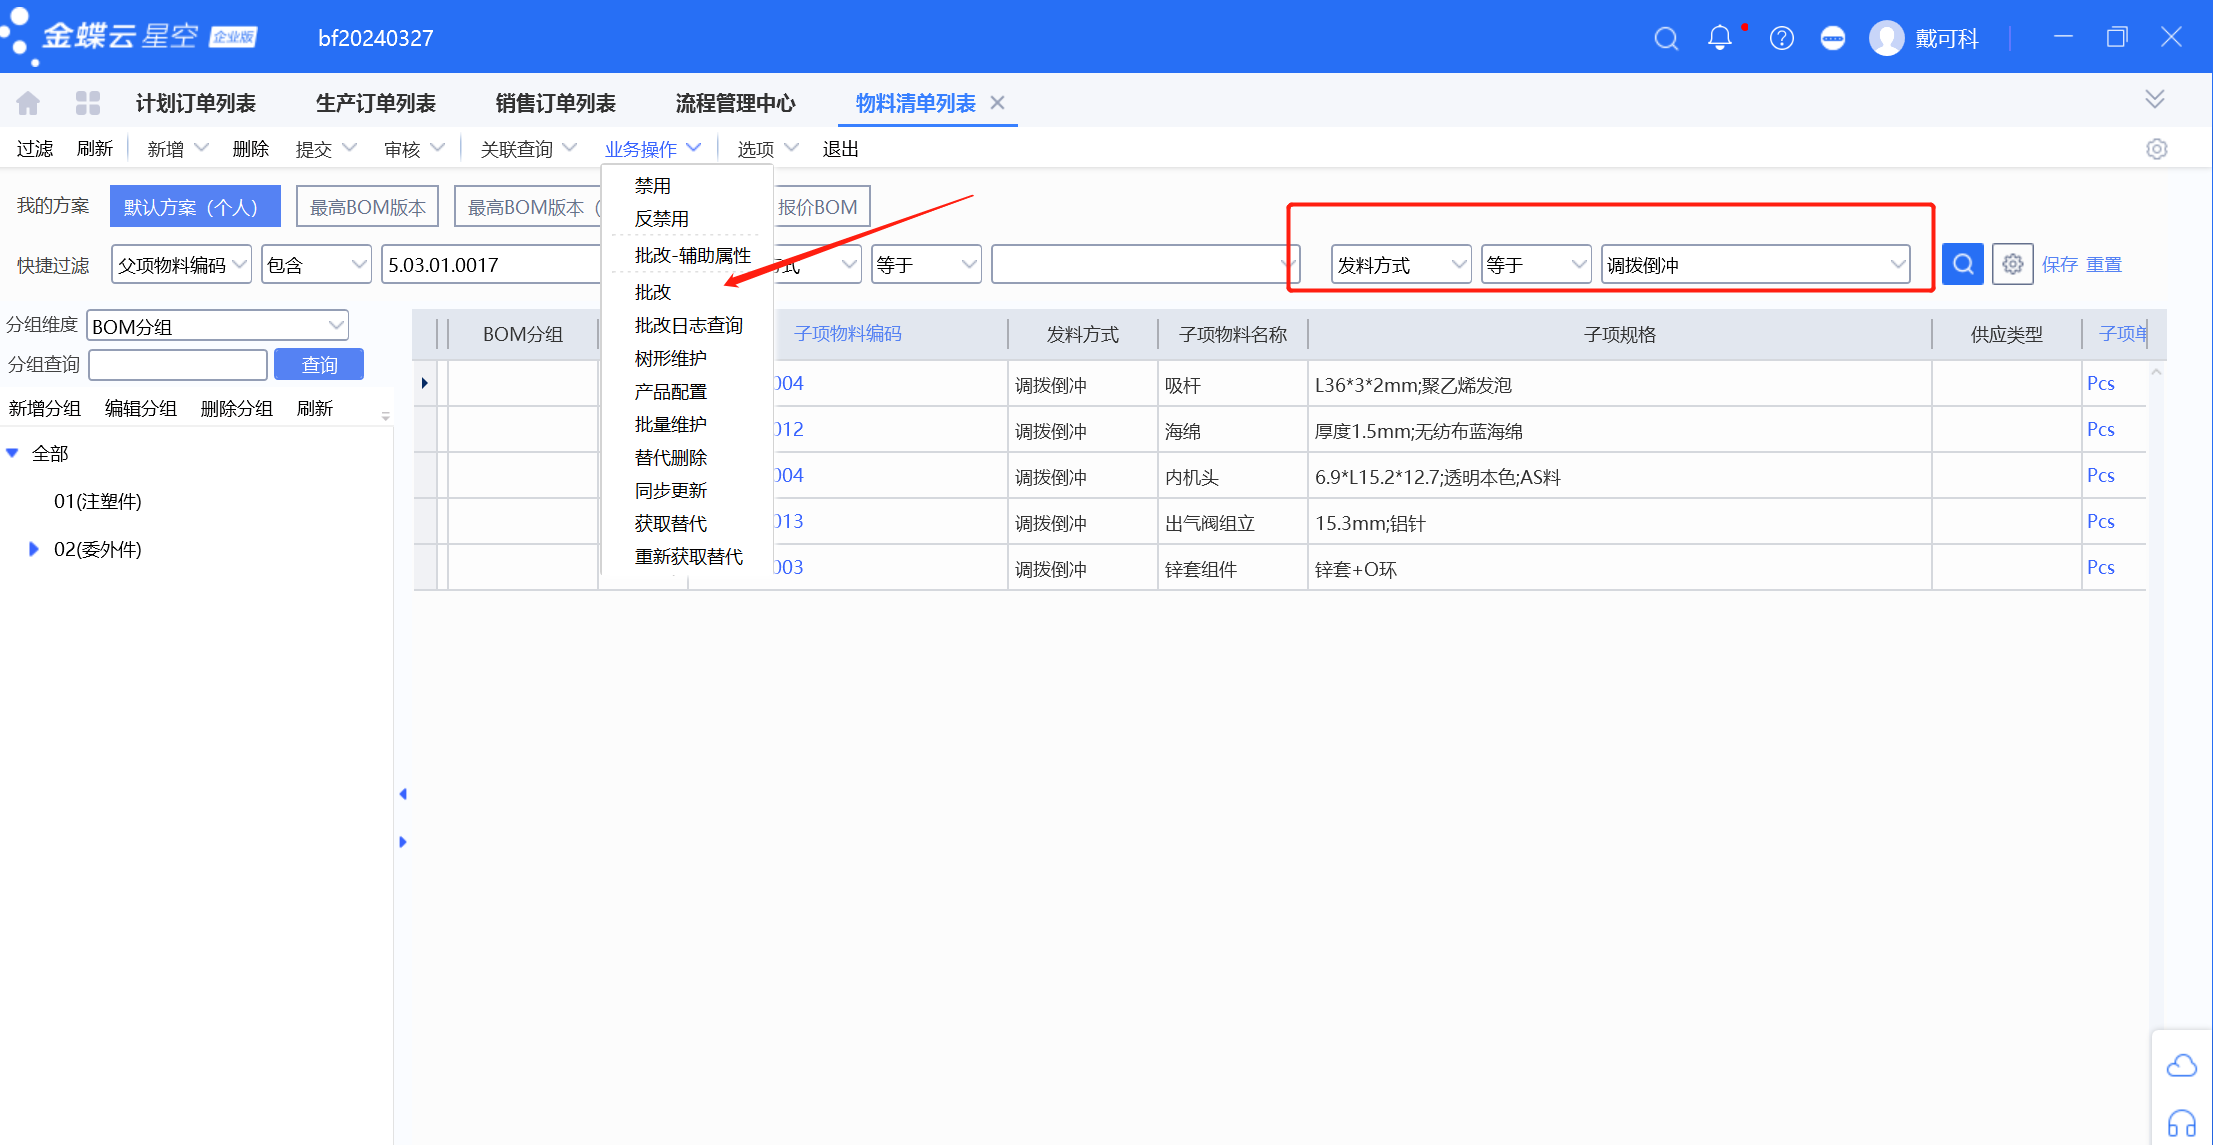 金蝶云 星空 企业版 bf20240327 戴可科
计划订单列表 生产订单列表 销售订单列表 流程管理中心 物料清单列表
过滤 刷新 新增 删除 提交 审核 关联查询 业务操作 选项 退出
我的方案 默认方案（个人） 最高BOM版本 最高BOM版本（ 报价BOM
快捷过滤 父项物料编码 包含 5.03.01.0017 式 等于 发料方式 等于 调拨倒冲 保存 重置
禁用
反禁用
批改-辅助属性
批改
批改日志查询
树形维护
产品配置
批量维护
替代删除
同步更新
获取替代
重新获取替代
分组维度 BOM分组
分组查询 查询
新增分组 编辑分组 删除分组 刷新
全部
01(注塑件)
02(委外件)
BOM分组 子项物料编码 发料方式 子项物料名称 子项规格 供应类型 子项单
004 调拨倒冲 吸杆 L36*3*2mm;聚乙烯发泡 Pcs
012 调拨倒冲 海绵 厚度1.5mm;无纺布蓝海绵 Pcs
004 调拨倒冲 内机头 6.9*L15.2*12.7;透明本色;AS料 Pcs
013 调拨倒冲 出气阀组立 15.3mm;铝针 Pcs
003 调拨倒冲 锌套组件 锌套+O环 Pcs